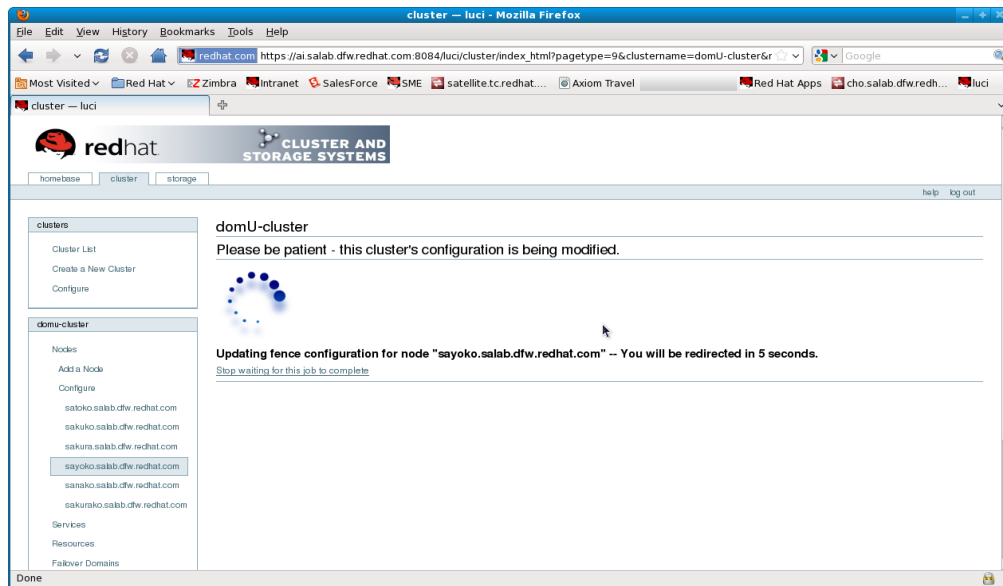 cluster — luci - Mozilla Firefox
File Edit View History Bookmarks Tools Help
redhat.com https://ai.salab.dfw.redhat.com:8084/luci/cluster/index_html?pagetype=9&clustername=domU-cluster&r
Google
Most Visited Red Hat Zimbra Intranet SalesForce SME satellite.tc.redhat.... Axiom Travel Red Hat Apps cho.salab.dfw.redh... luci
cluster — luci
redhat.
CLUSTER AND
STORAGE SYSTEMS
homebase cluster storage
help log out
clusters
Cluster List
Create a New Cluster
Configure
domu-cluster
Nodes
Add a Node
Configure
satoko.salab.dfw.redhat.com
sakuko.salab.dfw.redhat.com
sakura.salab.dfw.redhat.com
sayoko.salab.dfw.redhat.com
sanako.salab.dfw.redhat.com
sakurako.salab.dfw.redhat.com
Services
Resources
Failover Domains
domU-cluster
Please be patient - this cluster's configuration is being modified.
Updating fence configuration for node "sayoko.salab.dfw.redhat.com" -- You will be redirected in 5 seconds.
Stop waiting for this job to complete
Done